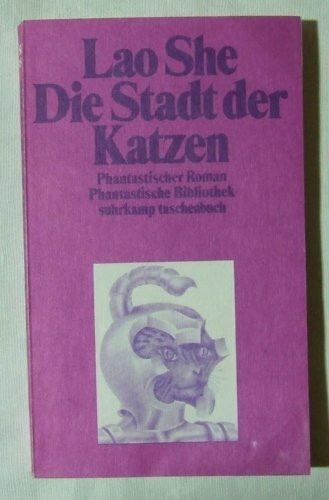 Lao She
Die Stadt der
Katzen
Phantastischer Roman
Phantastische Bibliothek
suhrkamp taschenbuch